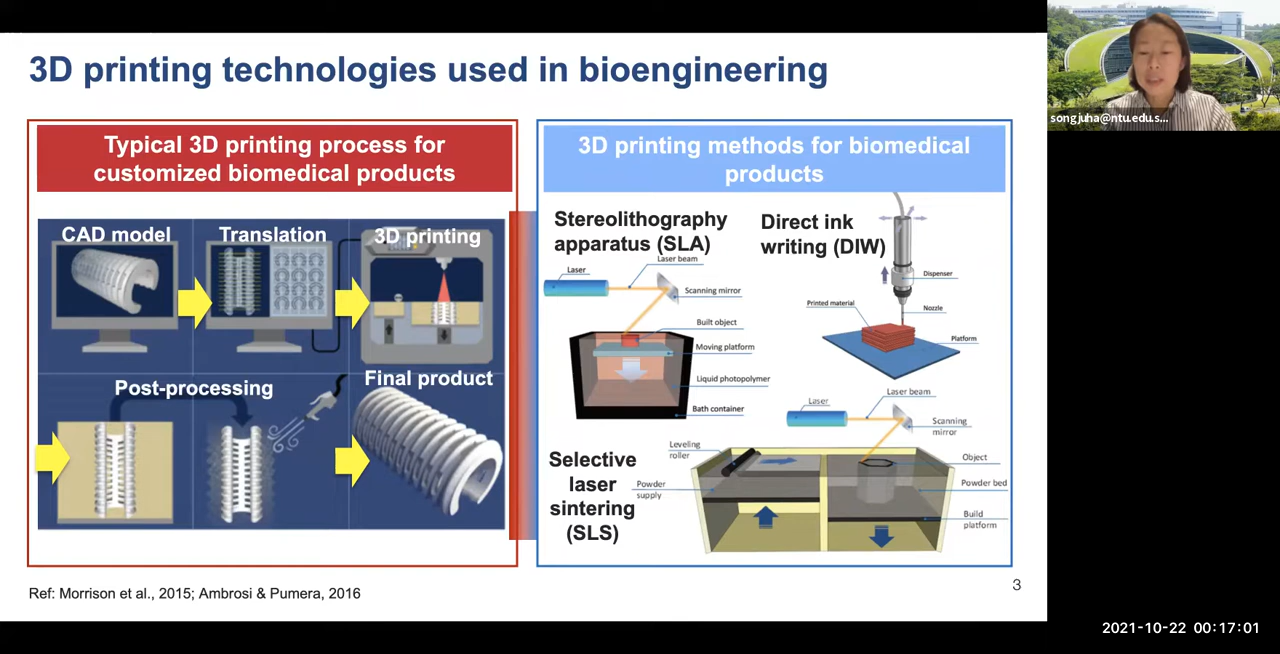 3D printing technologies used in bioengineering
songjuha@ntu.edu.s...
Typical 3D printing process for
customized biomedical products
CAD model
Translation
3D printing
Post-processing
Final product
3D printing methods for biomedical
products
Stereolithography
apparatus (SLA)
Laser beam
Laser
Scanning mirror
Built object
Moving platform
Liquid photopolymer
Bath container
Direct ink
writing (DIW)
Dispenser
Printed material
Nozzle
Platform
Selective
laser
sintering
(SLS)
Laser beam
Laser
Scanning
mirror
Leveling
roller
Powder
supply
Object
Powder bed
Build
platform
Ref: Morrison et al., 2015; Ambrosi & Pumera, 2016
3
2021-10-22 00:17:01